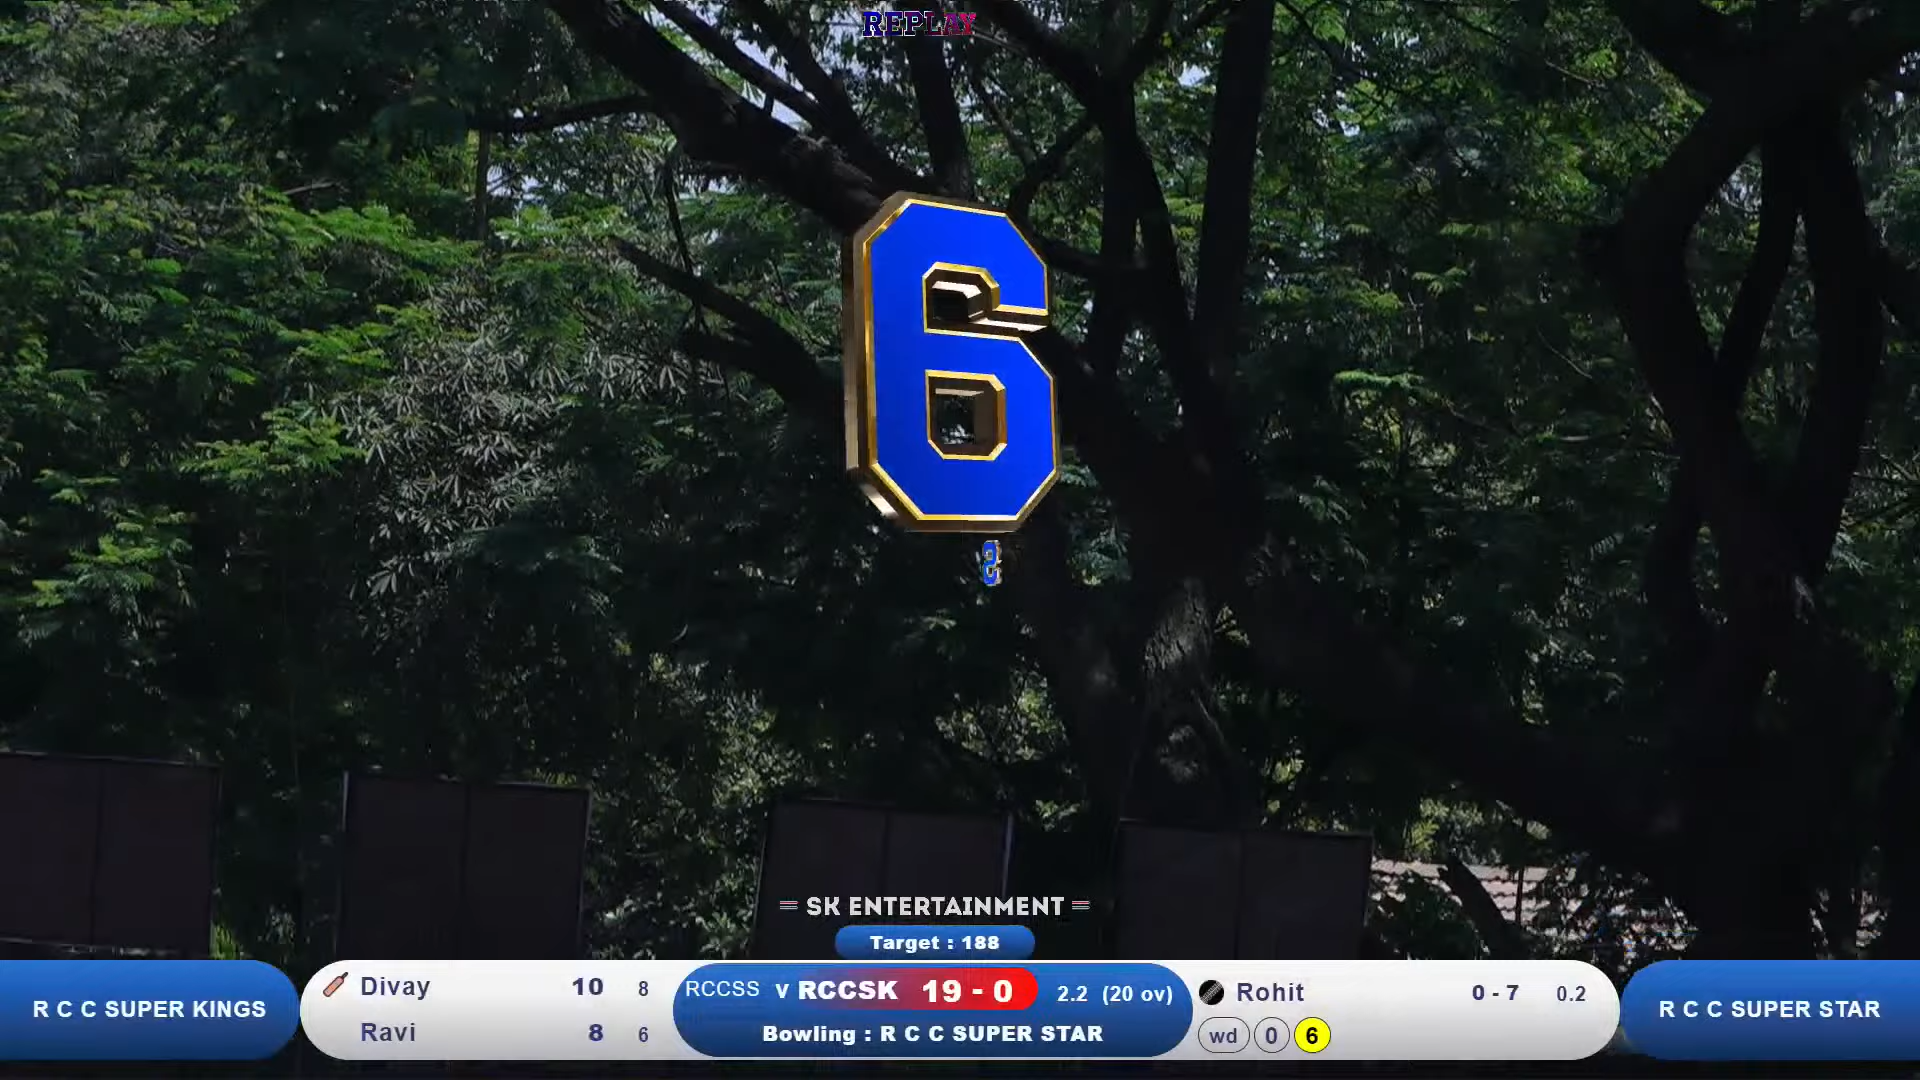 REPLAY
6
SK ENTERTAINMENT
Target : 188
R C C SUPER KINGS
Divay 10 8
Ravi 8 6
RCCSS v RCCSK 19 - 0 2.2 (20 ov)
Bowling : R C C SUPER STAR
Rohit 0 - 7 0.2
wd 0 6
R C C SUPER STAR